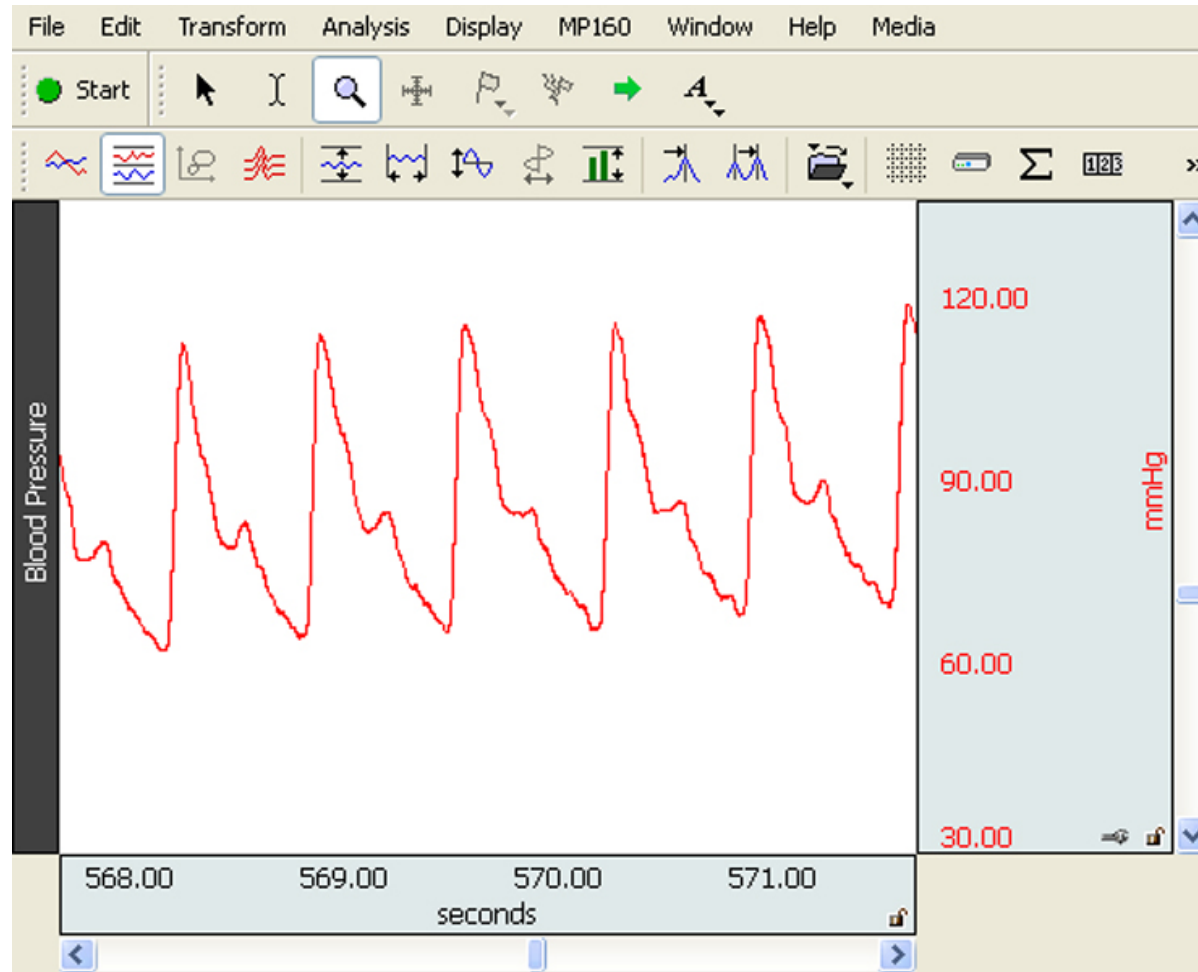 File Edit Transform Analysis Display MP160 Window Help Media
Start A
Σ 123 »
Blood Pressure
120.00
90.00
mmHg
60.00
30.00
568.00 569.00 570.00 571.00
seconds